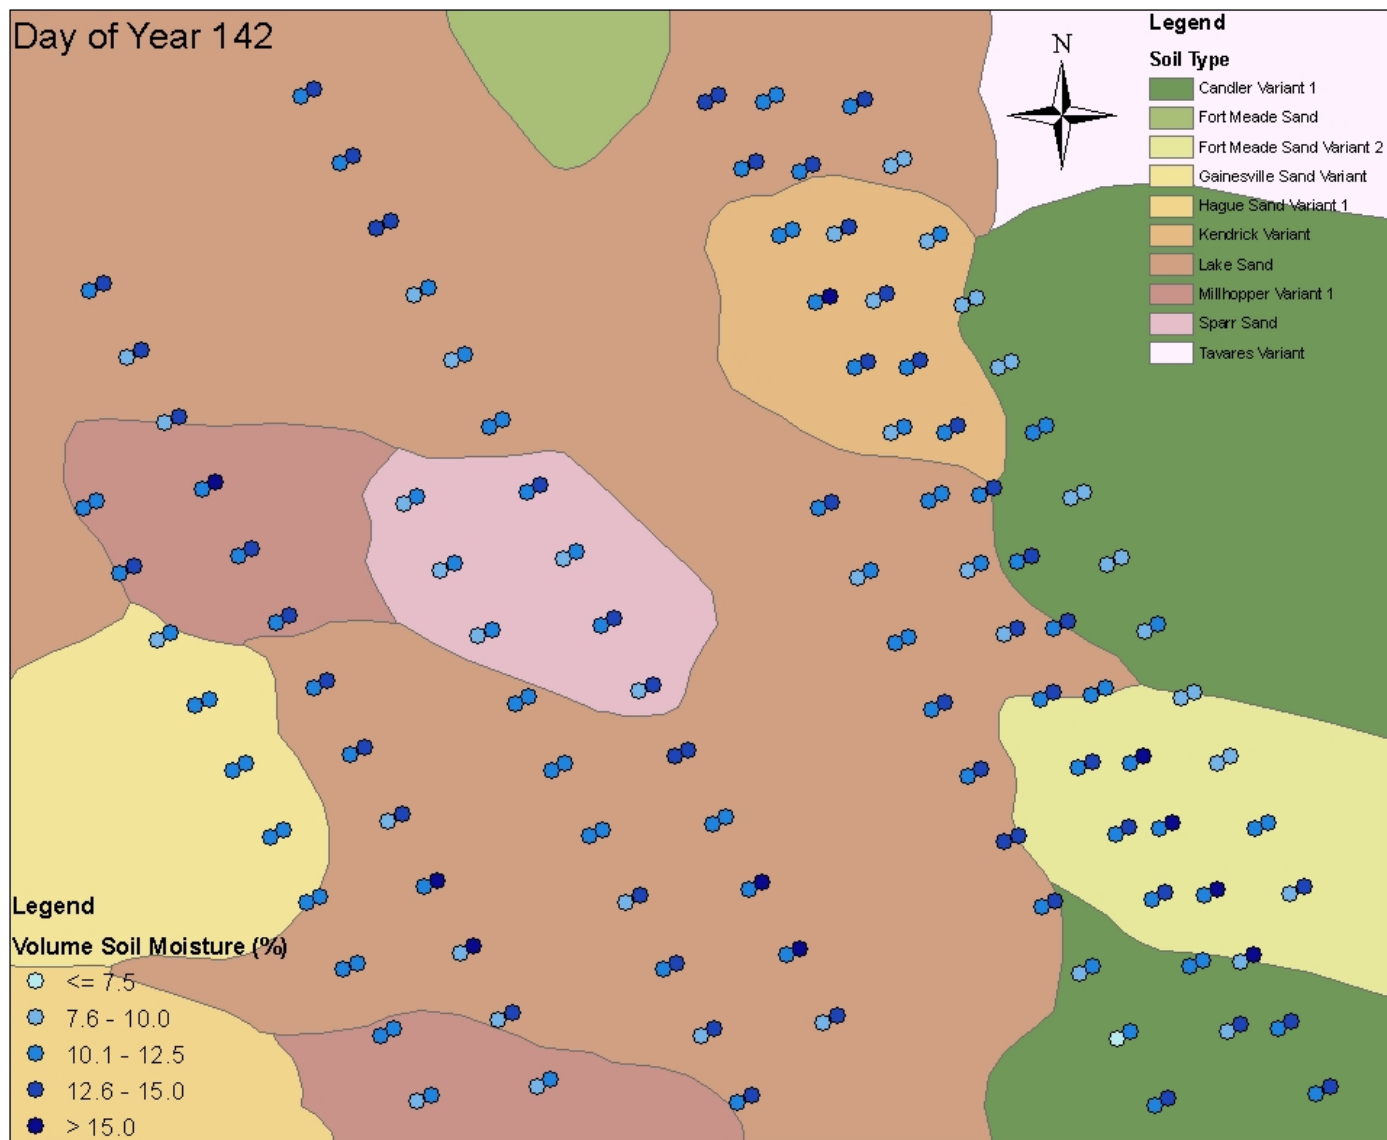 Day of Year 142
N
Legend
Soil Type
Candler Variant 1
Fort Meade Sand
Fort Meade Sand Variant 2
Gainesville Sand Variant
Hague Sand Variant 1
Kendrick Variant
Lake Sand
Millhopper Variant 1
Sparr Sand
Tavares Variant
Legend
Volume Soil Moisture (%)
<= 7.5
7.6 - 10.0
10.1 - 12.5
12.6 - 15.0
> 15.0